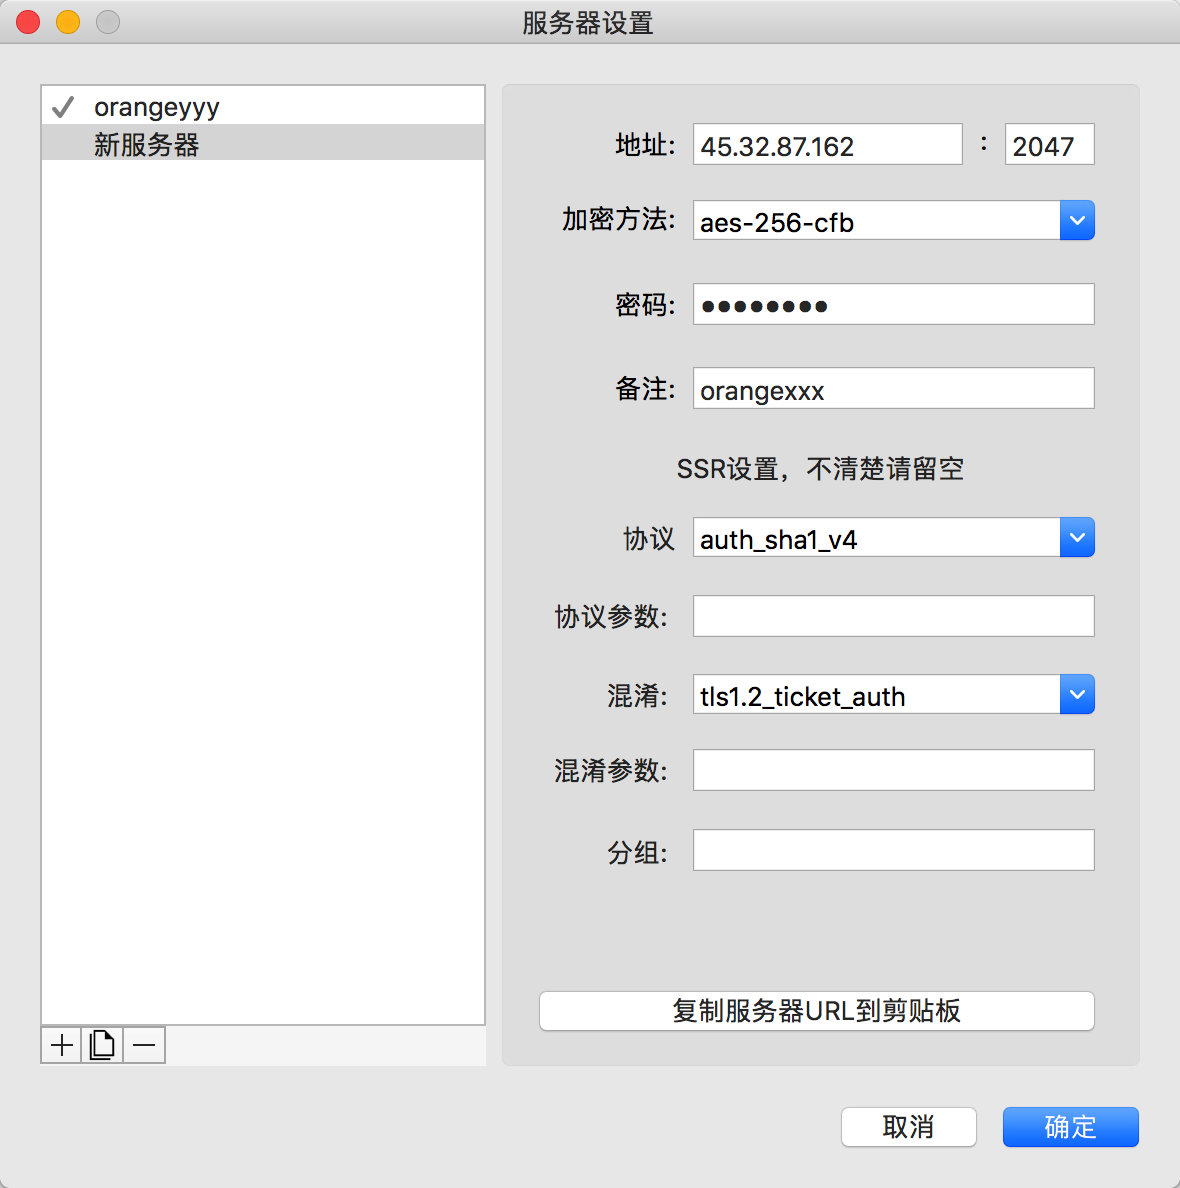 服务器设置
orangeyyy
新服务器
地址: 45.32.87.162 : 2047
加密方法: aes-256-cfb
密码: ••••••••
备注: orangexxx
SSR设置，不清楚请留空
协议 auth_sha1_v4
协议参数:
混淆: tls1.2_ticket_auth
混淆参数:
分组:
复制服务器URL到剪贴板
取消 确定